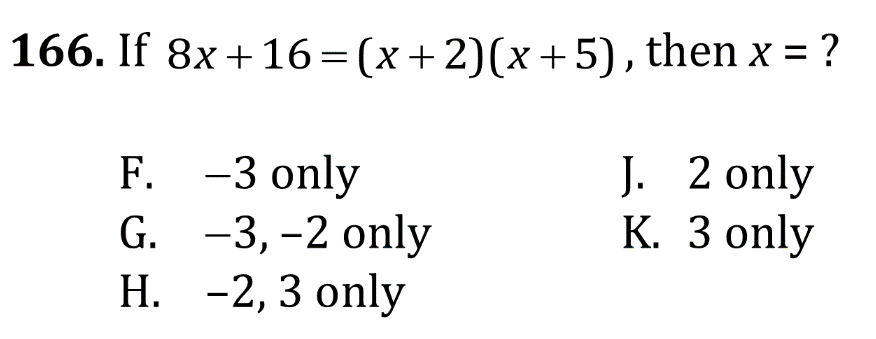 166. If 8x + 16 = (x + 2)(x + 5), then x = ?
F. −3 only
G. −3, −2 only
H. −2, 3 only
J. 2 only
K. 3 only